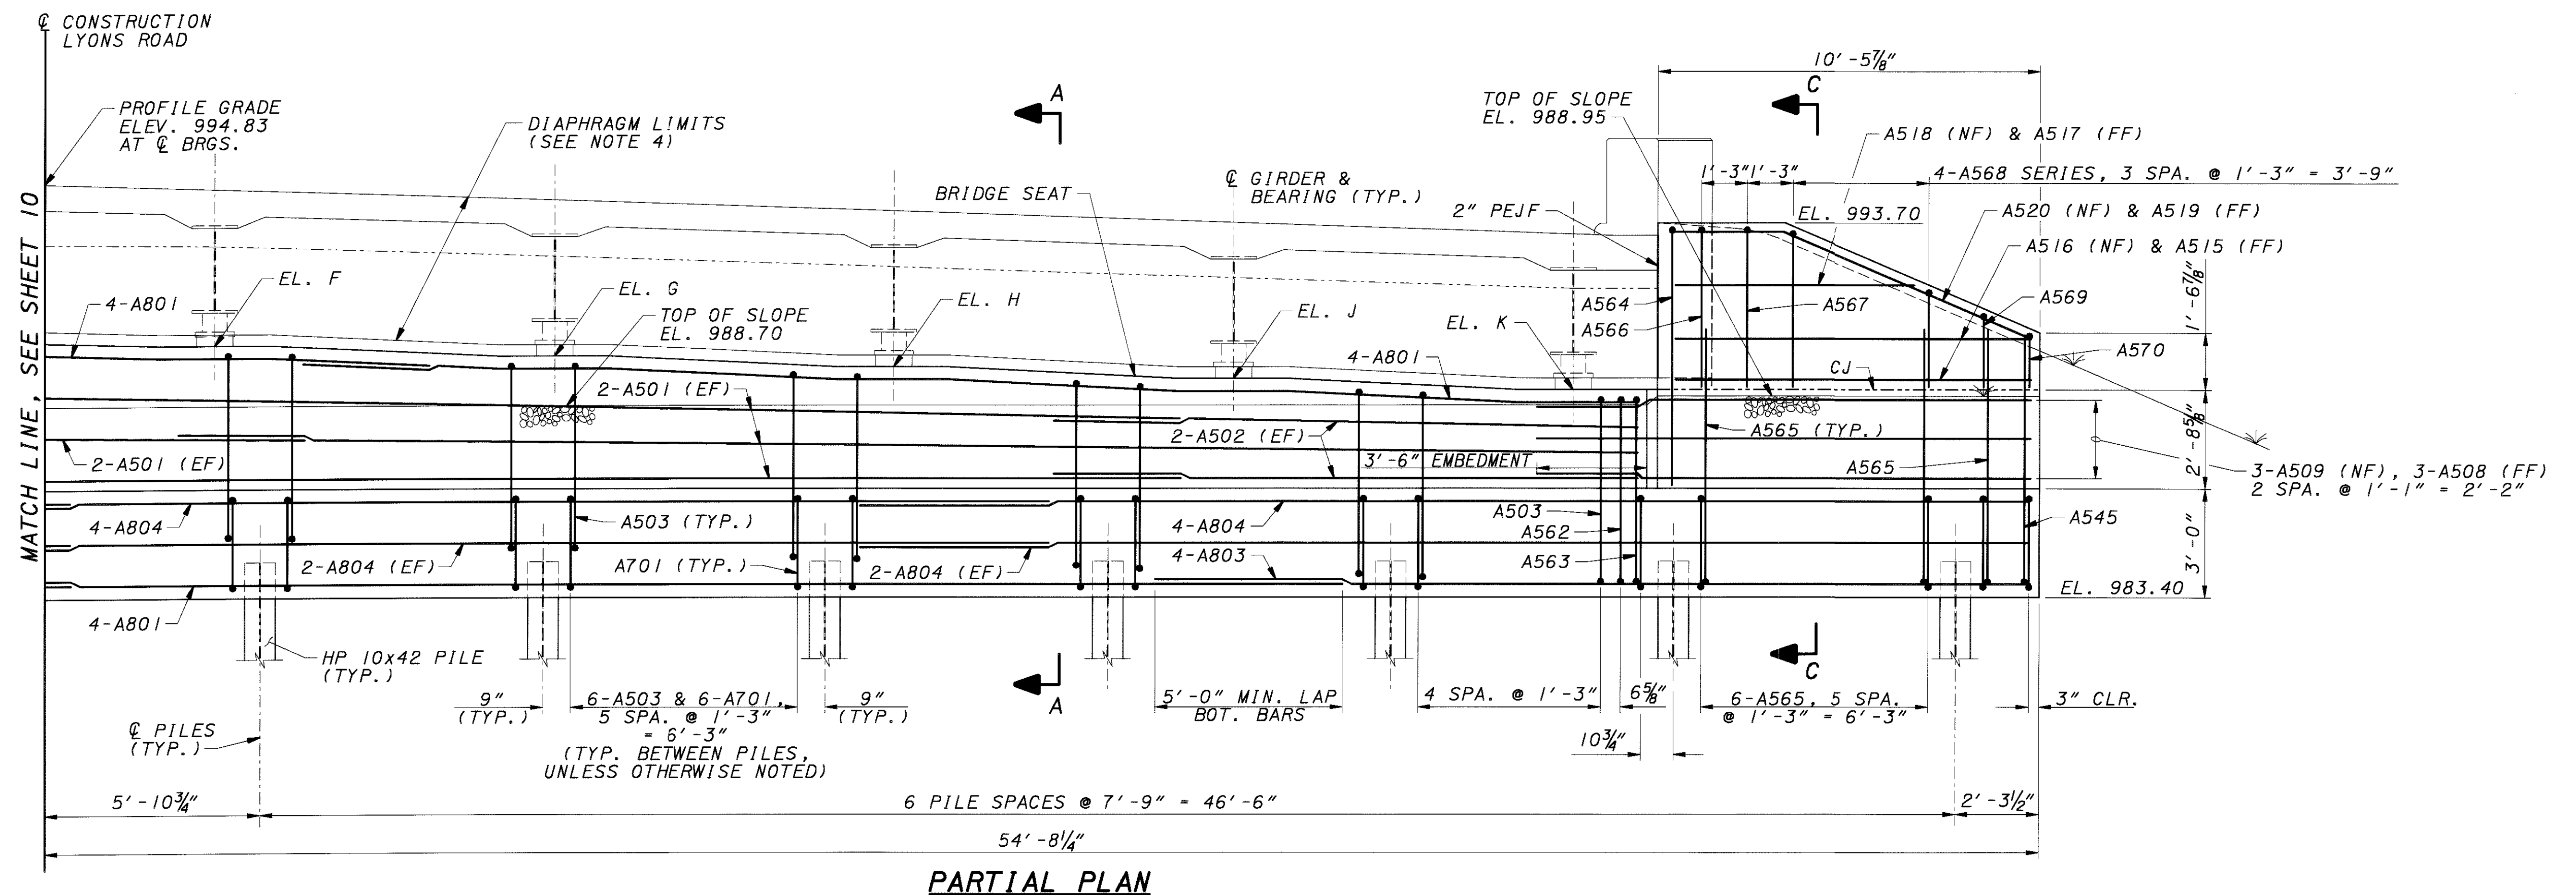 ℄ CONSTRUCTION
LYONS ROAD
PROFILE GRADE
ELEV. 994.83
AT ℄ BRGS.
DIAPHRAGM LIMITS
(SEE NOTE 4)
A
BRIDGE SEAT
℄ GIRDER &
BEARING (TYP.)
2" PEJF
TOP OF SLOPE
EL. 988.95
10'-5⅞"
C
A518 (NF) & A517 (FF)
1'-3"
1'-3"
4-A568 SERIES, 3 SPA. @ 1'-3" = 3'-9"
EL. 993.70
A520 (NF) & A519 (FF)
A516 (NF) & A515 (FF)
MATCH LINE, SEE SHEET 10
4-A801
EL. F
EL. G
TOP OF SLOPE
EL. 988.70
EL. H
EL. J
EL. K
4-A801
A564
A566
A567
A569
A570
CJ
1'-6⅞"
2'-8⅝"
3'-0"
2-A501 (EF)
2-A501 (EF)
2-A502 (EF)
3'-6" EMBEDMENT
A565 (TYP.)
A565
3-A509 (NF), 3-A508 (FF)
2 SPA. @ 1'-1" = 2'-2"
4-A804
A503 (TYP.)
4-A804
A503
A562
A563
A545
2-A804 (EF)
A701 (TYP.)
2-A804 (EF)
4-A803
EL. 983.40
4-A801
HP 10x42 PILE
(TYP.)
A
C
9"
(TYP.)
6-A503 & 6-A701,
5 SPA. @ 1'-3"
= 6'-3"
(TYP. BETWEEN PILES,
UNLESS OTHERWISE NOTED)
9"
(TYP.)
5'-0" MIN. LAP
BOT. BARS
4 SPA. @ 1'-3"
6⅝"
10¾"
6-A565, 5 SPA.
@ 1'-3" = 6'-3"
3" CLR.
℄ PILES
(TYP.)
5'-10¾"
6 PILE SPACES @ 7'-9" = 46'-6"
2'-3½"
54'-8¼"
PARTIAL PLAN